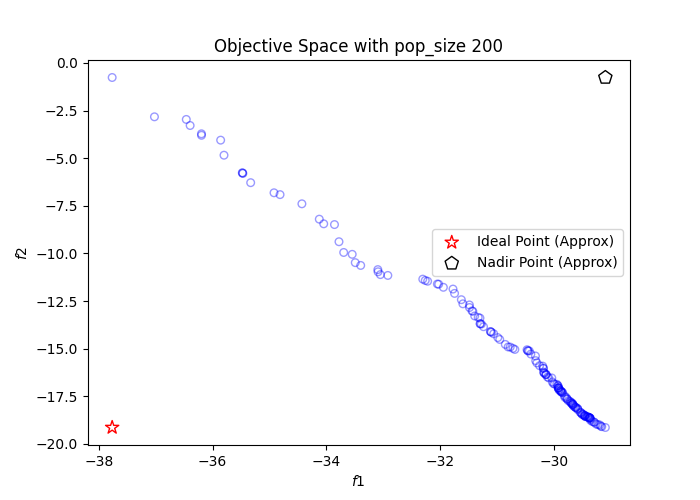 Objective Space with pop_size 200
0.0
−2.5
−5.0
−7.5
−10.0
−12.5
−15.0
−17.5
−20.0
f2
Ideal Point (Approx)
Nadir Point (Approx)
−38
−36
−34
−32
−30
f1